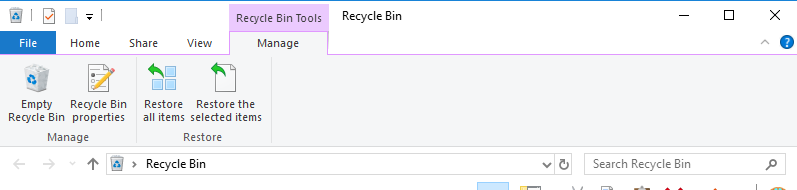 Recycle Bin Tools
Recycle Bin
File
Home
Share
View
Manage
Empty
Recycle Bin
Recycle Bin
properties
Restore
all items
Restore the
selected items
Manage
Restore
Recycle Bin
Search Recycle Bin